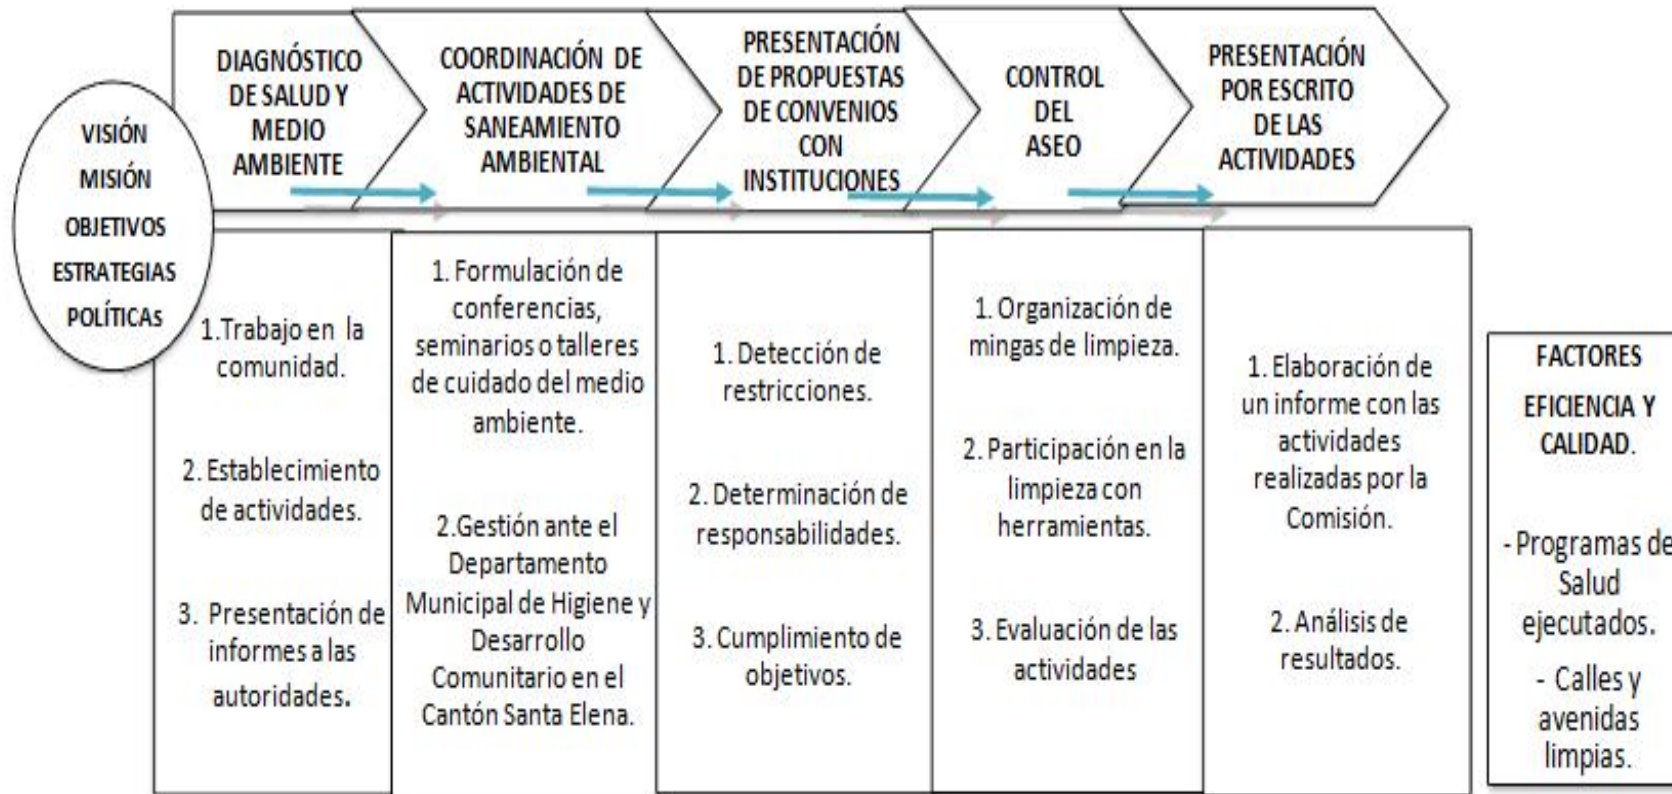 VISIÓN
MISIÓN
OBJETIVOS
ESTRATEGIAS
POLÍTICAS
DIAGNÓSTICO
DE SALUD Y
MEDIO
AMBIENTE
COORDINACIÓN DE
ACTIVIDADES DE
SANEAMIENTO
AMBIENTAL
PRESENTACIÓN
DE PROPUESTAS
DE CONVENIOS
CON
INSTITUCIONES
CONTROL
DEL
ASEO
PRESENTACIÓN
POR ESCRITO
DE LAS
ACTIVIDADES
1.Trabajo en la
comunidad.
2. Establecimiento
de actividades.
3. Presentación de
informes a las
autoridades.
1. Formulación de
conferencias,
seminarios o talleres
de cuidado del medio
ambiente.
2.Gestión ante el
Departamento
Municipal de Higiene y
Desarrollo
Comunitario en el
Cantón Santa Elena.
1. Detección de
restricciones.
2. Determinación de
responsabilidades.
3. Cumplimiento de
objetivos.
1. Organización de
mingas de limpieza.
2. Participación en la
limpieza con
herramientas.
3. Evaluación de las
actividades
1. Elaboración de
un informe con las
actividades
realizadas por la
Comisión.
2. Análisis de
resultados.
FACTORES
EFICIENCIA Y
CALIDAD.
- Programas de
Salud
ejecutados.
- Calles y
avenidas
limpias.